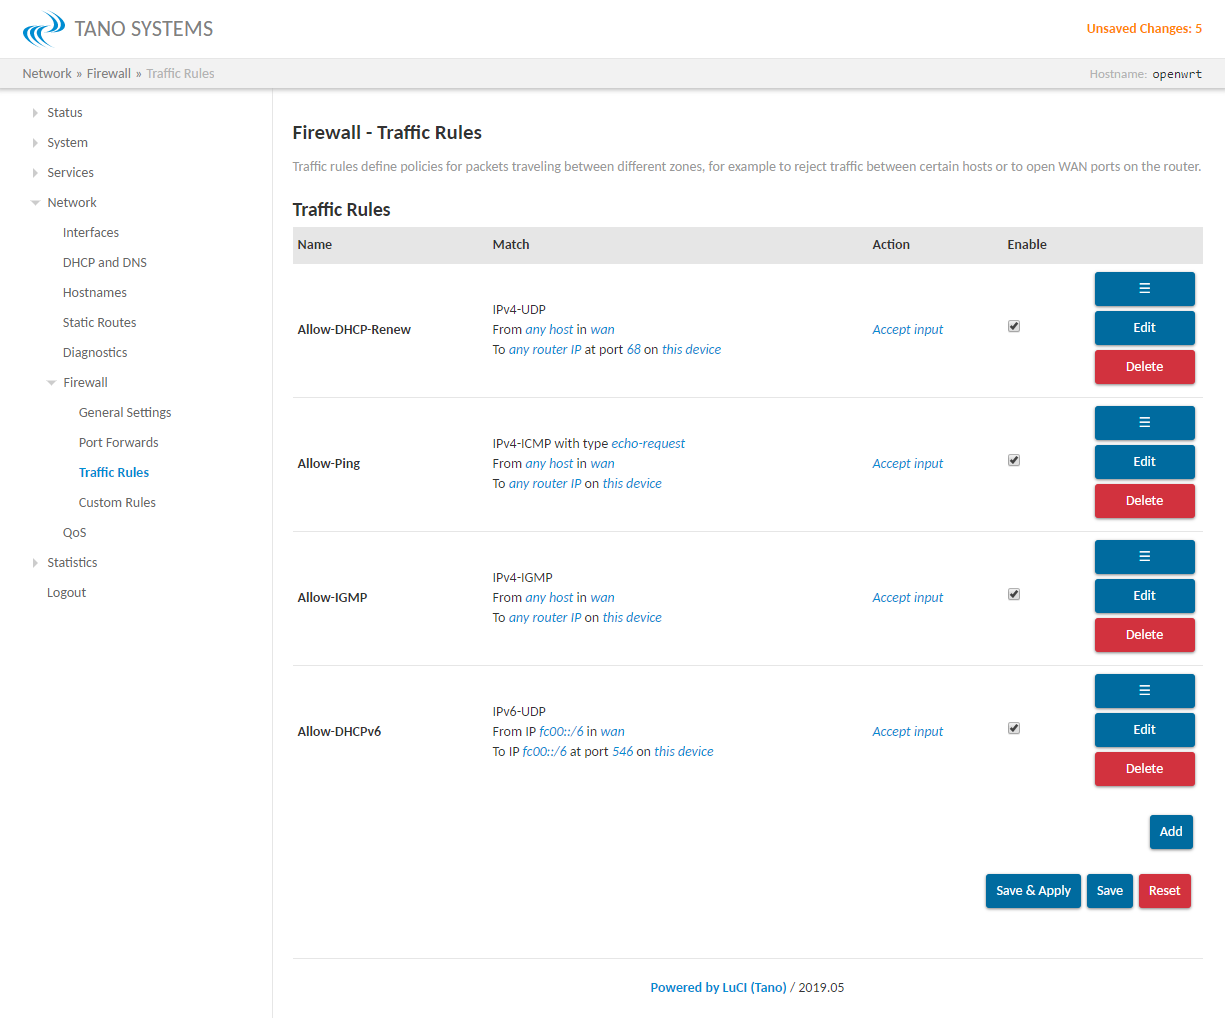 TANO SYSTEMS
Unsaved Changes: 5
Network » Firewall » Traffic Rules
Hostname: openwrt
Status
System
Services
Network
Interfaces
DHCP and DNS
Hostnames
Static Routes
Diagnostics
Firewall
General Settings
Port Forwards
Traffic Rules
Custom Rules
QoS
Statistics
Logout
Firewall - Traffic Rules
Traffic rules define policies for packets traveling between different zones, for example to reject traffic between certain hosts or to open WAN ports on the router.
Traffic Rules
Name Match Action Enable
Allow-DHCP-Renew
IPv4-UDP
From any host in wan
To any router IP at port 68 on this device
Accept input
☰
Edit
Delete
Allow-Ping
IPv4-ICMP with type echo-request
From any host in wan
To any router IP on this device
Accept input
☰
Edit
Delete
Allow-IGMP
IPv4-IGMP
From any host in wan
To any router IP on this device
Accept input
☰
Edit
Delete
Allow-DHCPv6
IPv6-UDP
From IP fc00::/6 in wan
To IP fc00::/6 at port 546 on this device
Accept input
☰
Edit
Delete
Add
Save & Apply Save Reset
Powered by LuCI (Tano) / 2019.05